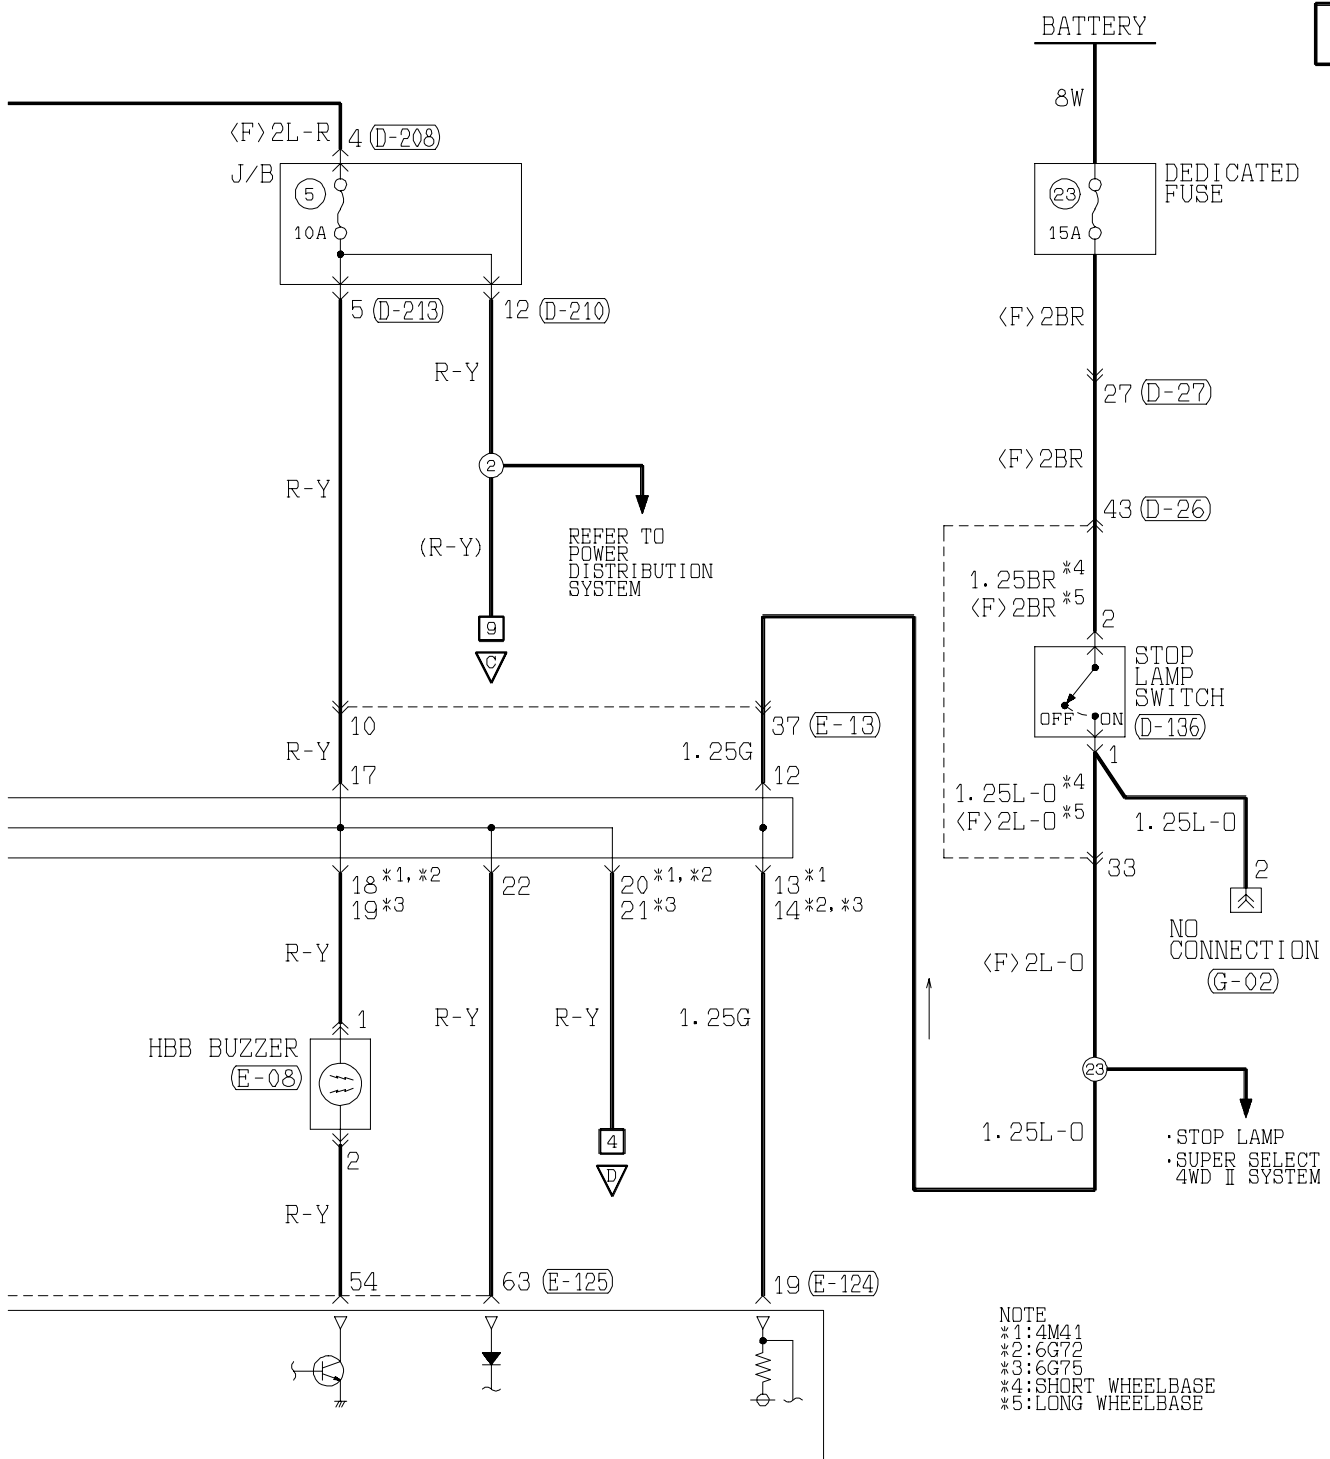 BATTERY
8W
〈F〉2L-R
4
D-208
J/B
5
10A
DEDICATED
FUSE
23
15A
5
D-213
12
D-210
〈F〉2BR
R-Y
27
D-27
〈F〉2BR
2
R-Y
43
D-26
(R-Y)
REFER TO
POWER
DISTRIBUTION
SYSTEM
1.25BR*4
〈F〉2BR*5
2
9
C
STOP
LAMP
SWITCH
OFF
ON
D-136
10
37
E-13
R-Y
1.25G
1
17
12
1.25L-O*4
〈F〉2L-O*5
1.25L-O
33
2
18*1,*2
19*3
22
20*1,*2
21*3
13*1
14*2,*3
NO
CONNECTION
G-02
R-Y
〈F〉2L-O
1
R-Y
R-Y
1.25G
HBB BUZZER
E-08
23
2
4
D
1.25L-O
·STOP LAMP
·SUPER SELECT
4WD Ⅱ SYSTEM
R-Y
54
63
E-125
19
E-124
NOTE
*1:4M41
*2:6G72
*3:6G75
*4:SHORT WHEELBASE
*5:LONG WHEELBASE